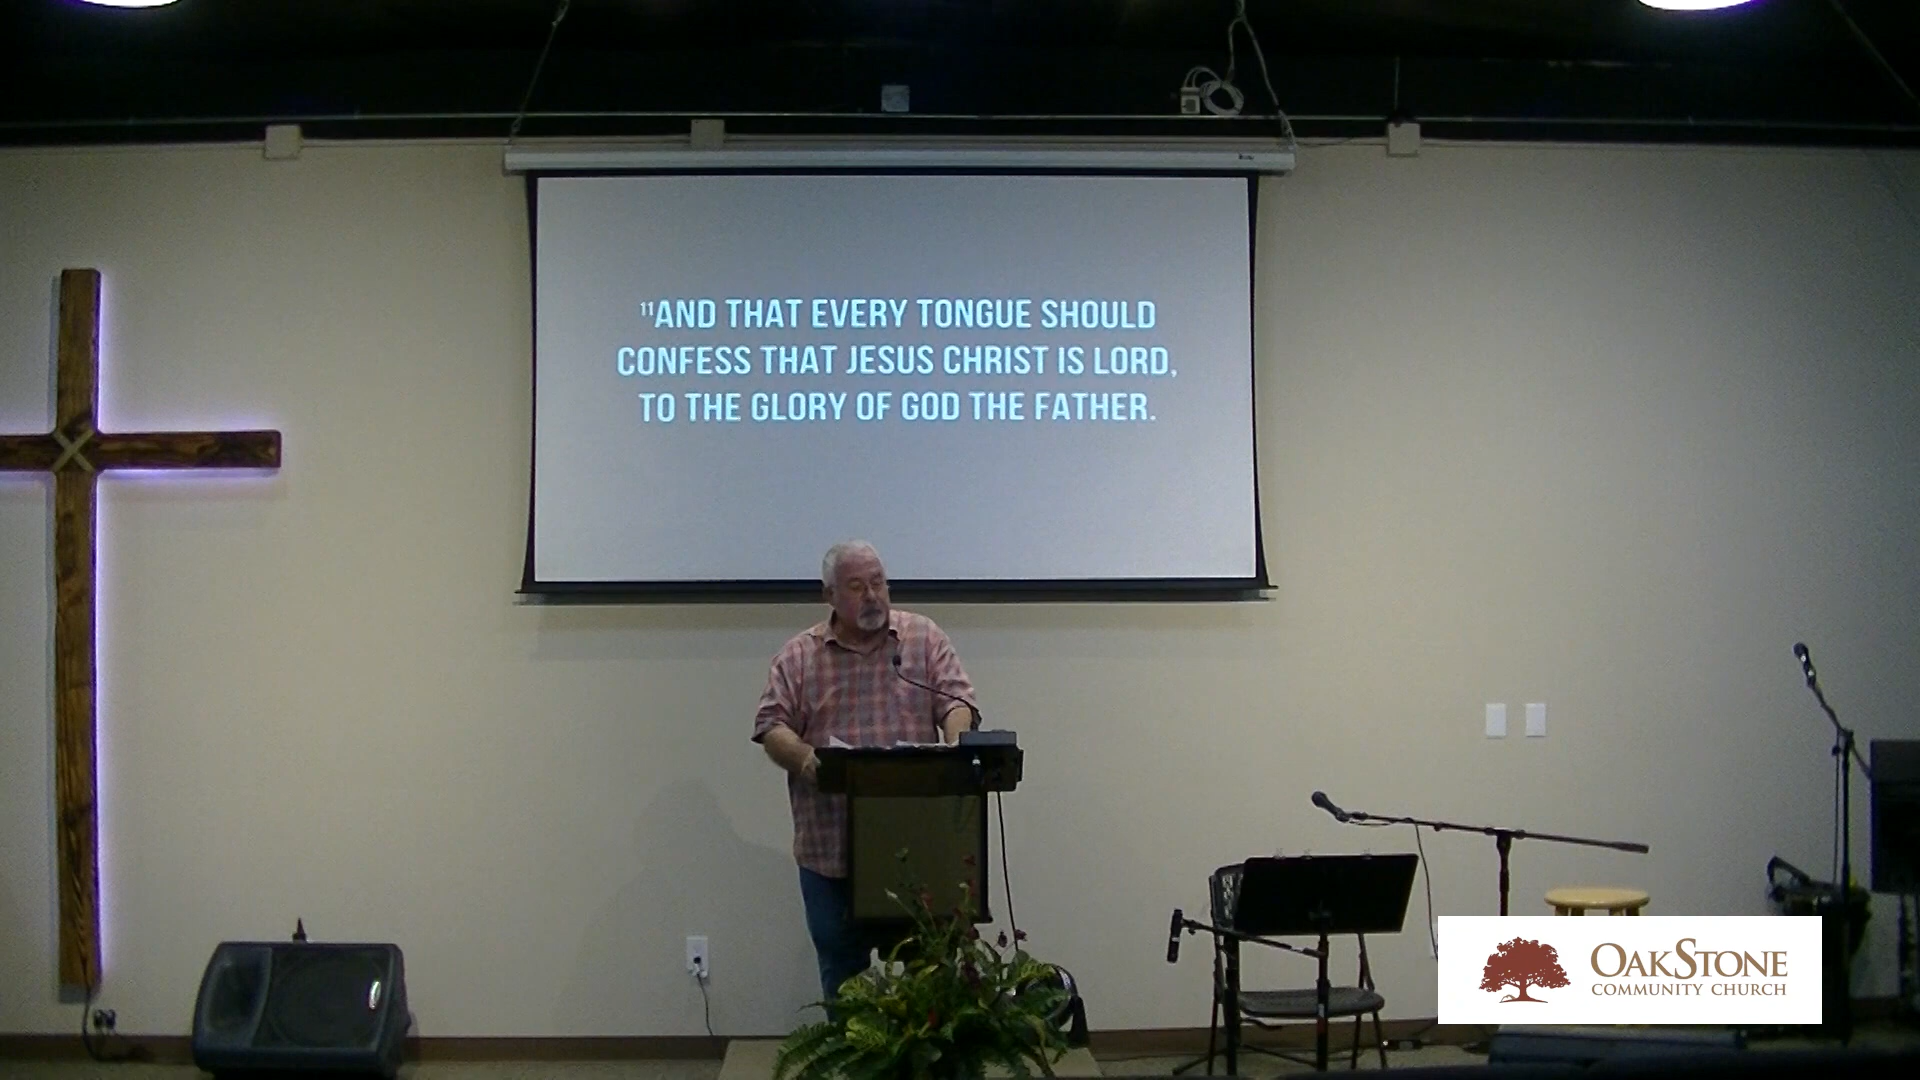 ¹¹AND THAT EVERY TONGUE SHOULD
CONFESS THAT JESUS CHRIST IS LORD,
TO THE GLORY OF GOD THE FATHER.
OAKSTONE
COMMUNITY CHURCH